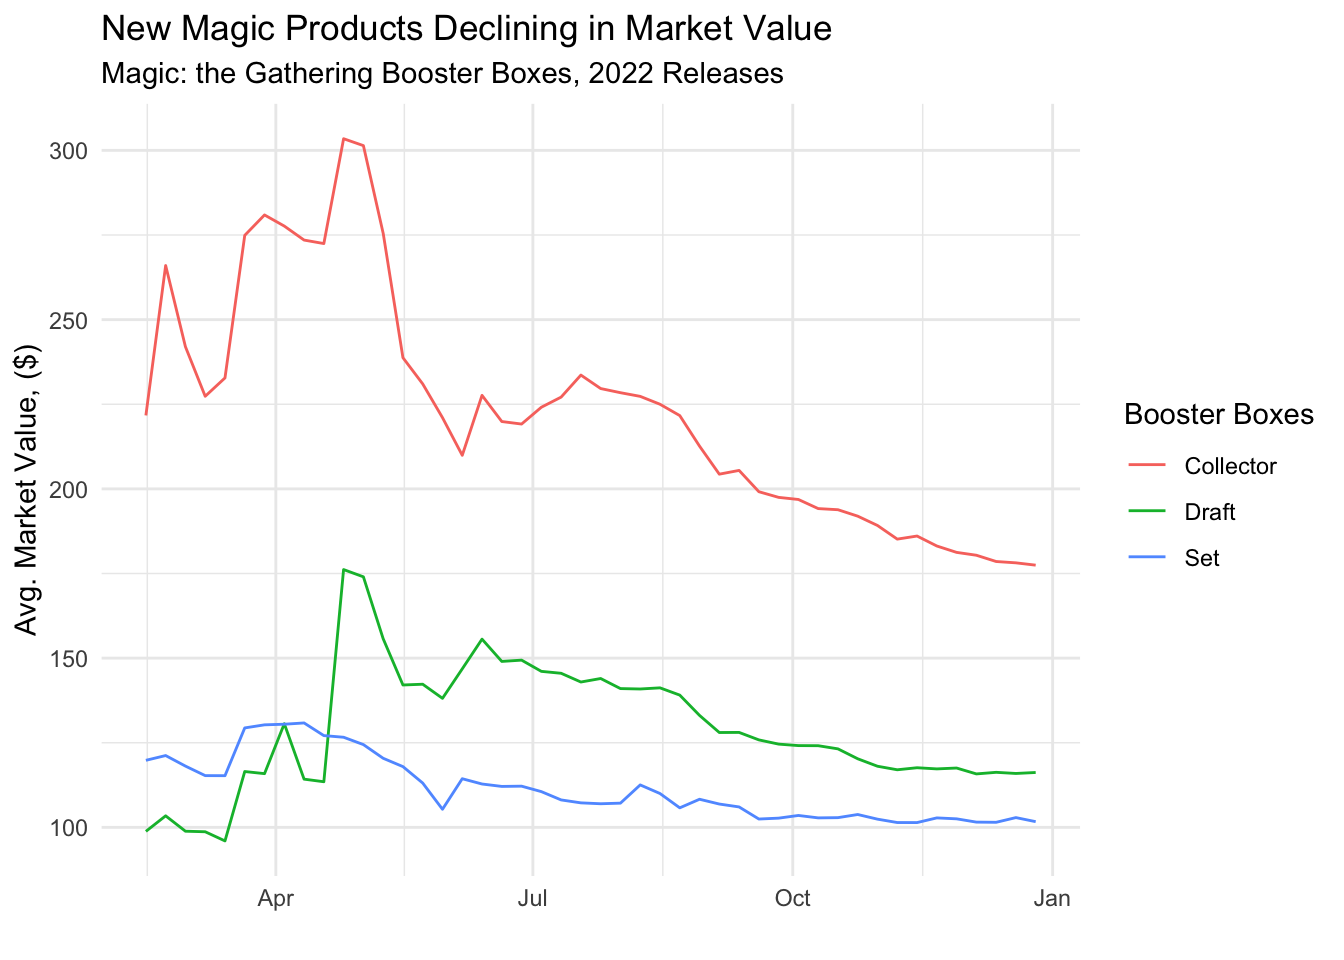 New Magic Products Declining in Market Value
Magic: the Gathering Booster Boxes, 2022 Releases
Avg. Market Value, ($)
300
250
200
150
100
Apr
Jul
Oct
Jan
Booster Boxes
Collector
Draft
Set